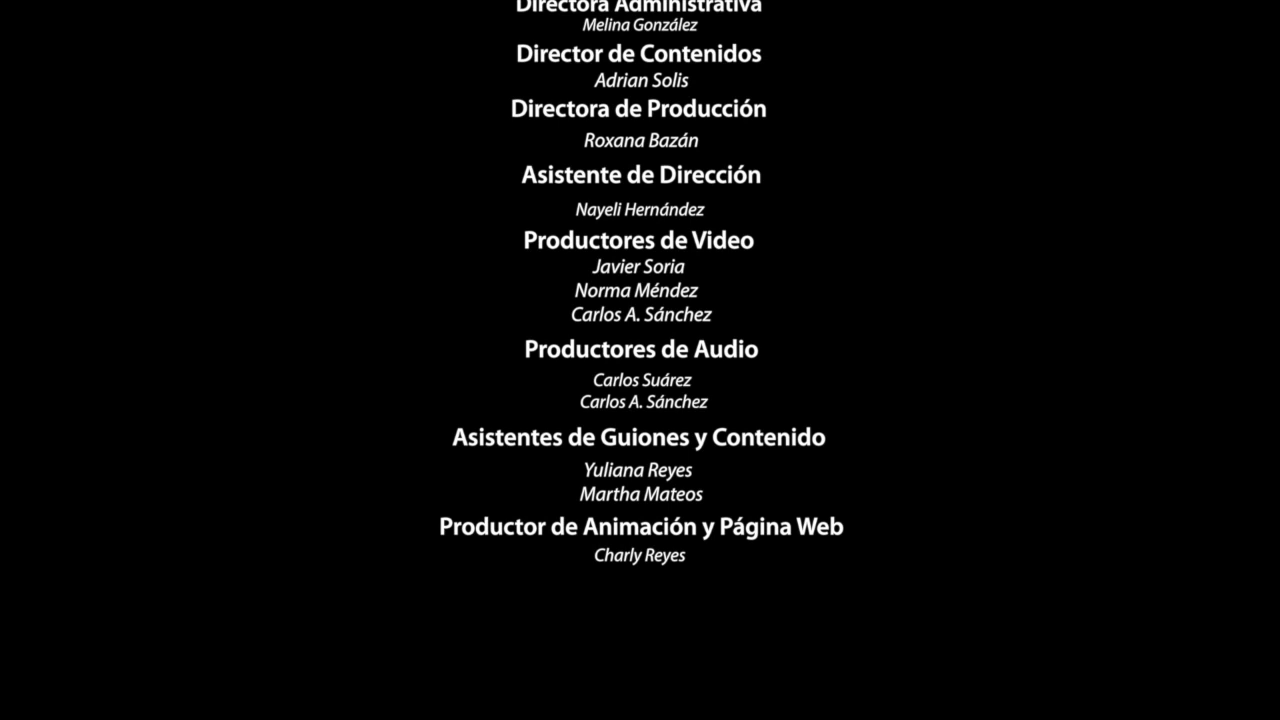 Directora Administrativa
Melina González
Director de Contenidos
Adrian Solis
Directora de Producción
Roxana Bazán
Asistente de Dirección
Nayeli Hernández
Productores de Video
Javier Soria
Norma Méndez
Carlos A. Sánchez
Productores de Audio
Carlos Suárez
Carlos A. Sánchez
Asistentes de Guiones y Contenido
Yuliana Reyes
Martha Mateos
Productor de Animación y Página Web
Charly Reyes